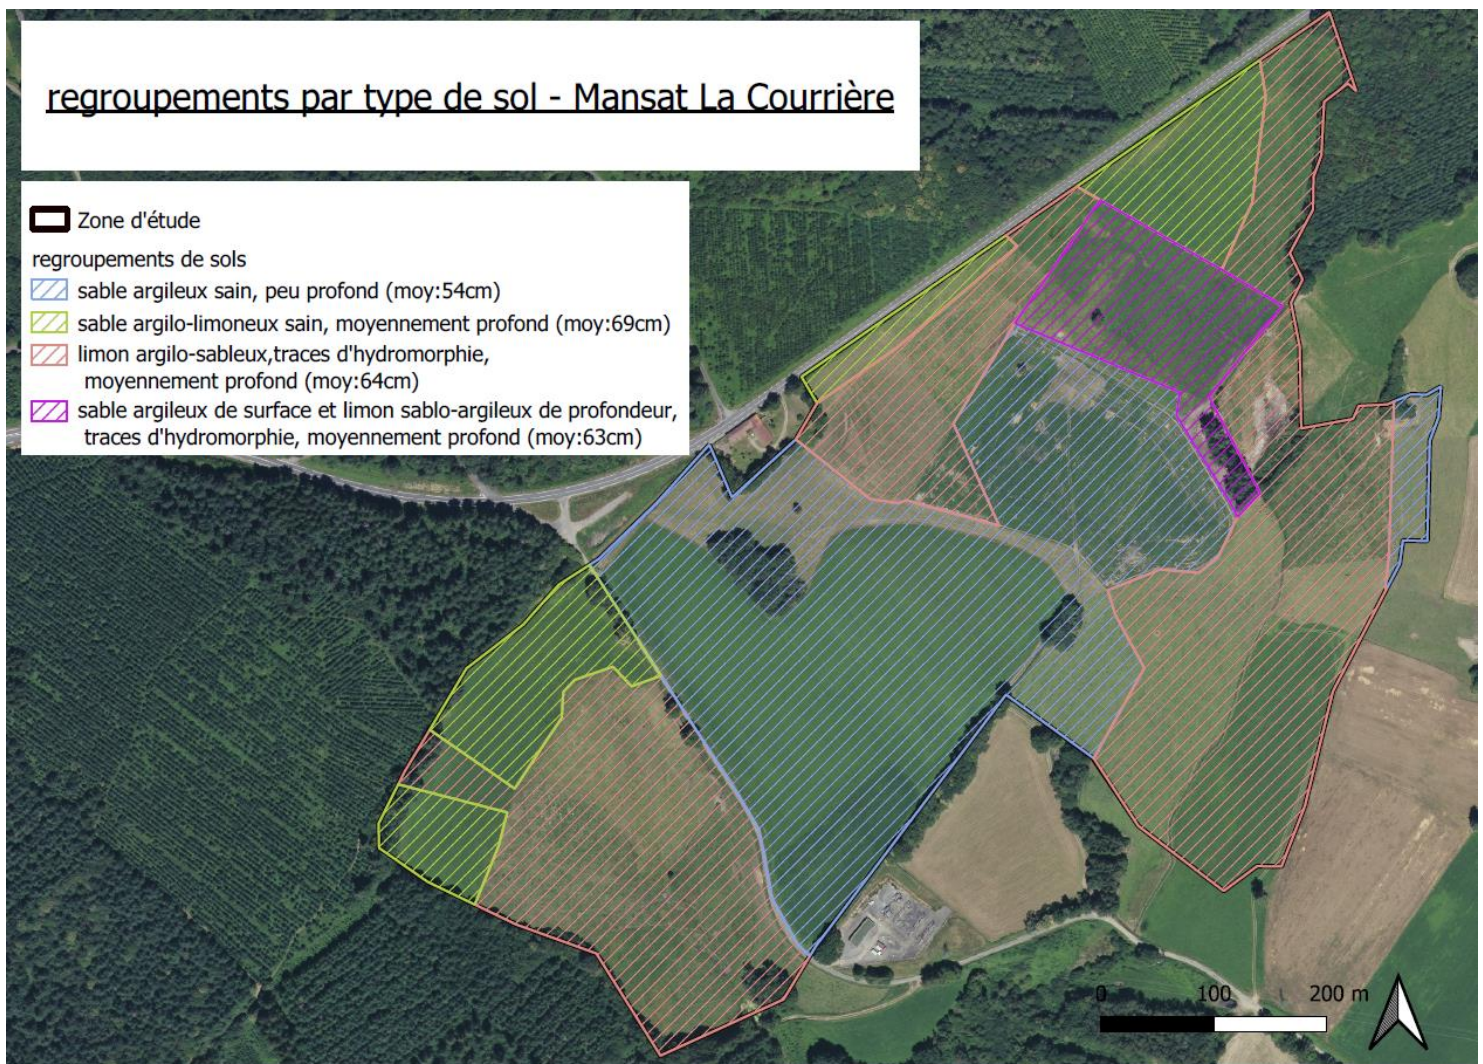 regroupements par type de sol - Mansat La Courrière
Zone d'étude
regroupements de sols
sable argileux sain, peu profond (moy:54cm)
sable argilo-limoneux sain, moyennement profond (moy:69cm)
limon argilo-sableux,traces d'hydromorphie,
moyennement profond (moy:64cm)
sable argileux de surface et limon sablo-argileux de profondeur,
traces d'hydromorphie, moyennement profond (moy:63cm)
0 100 200 m